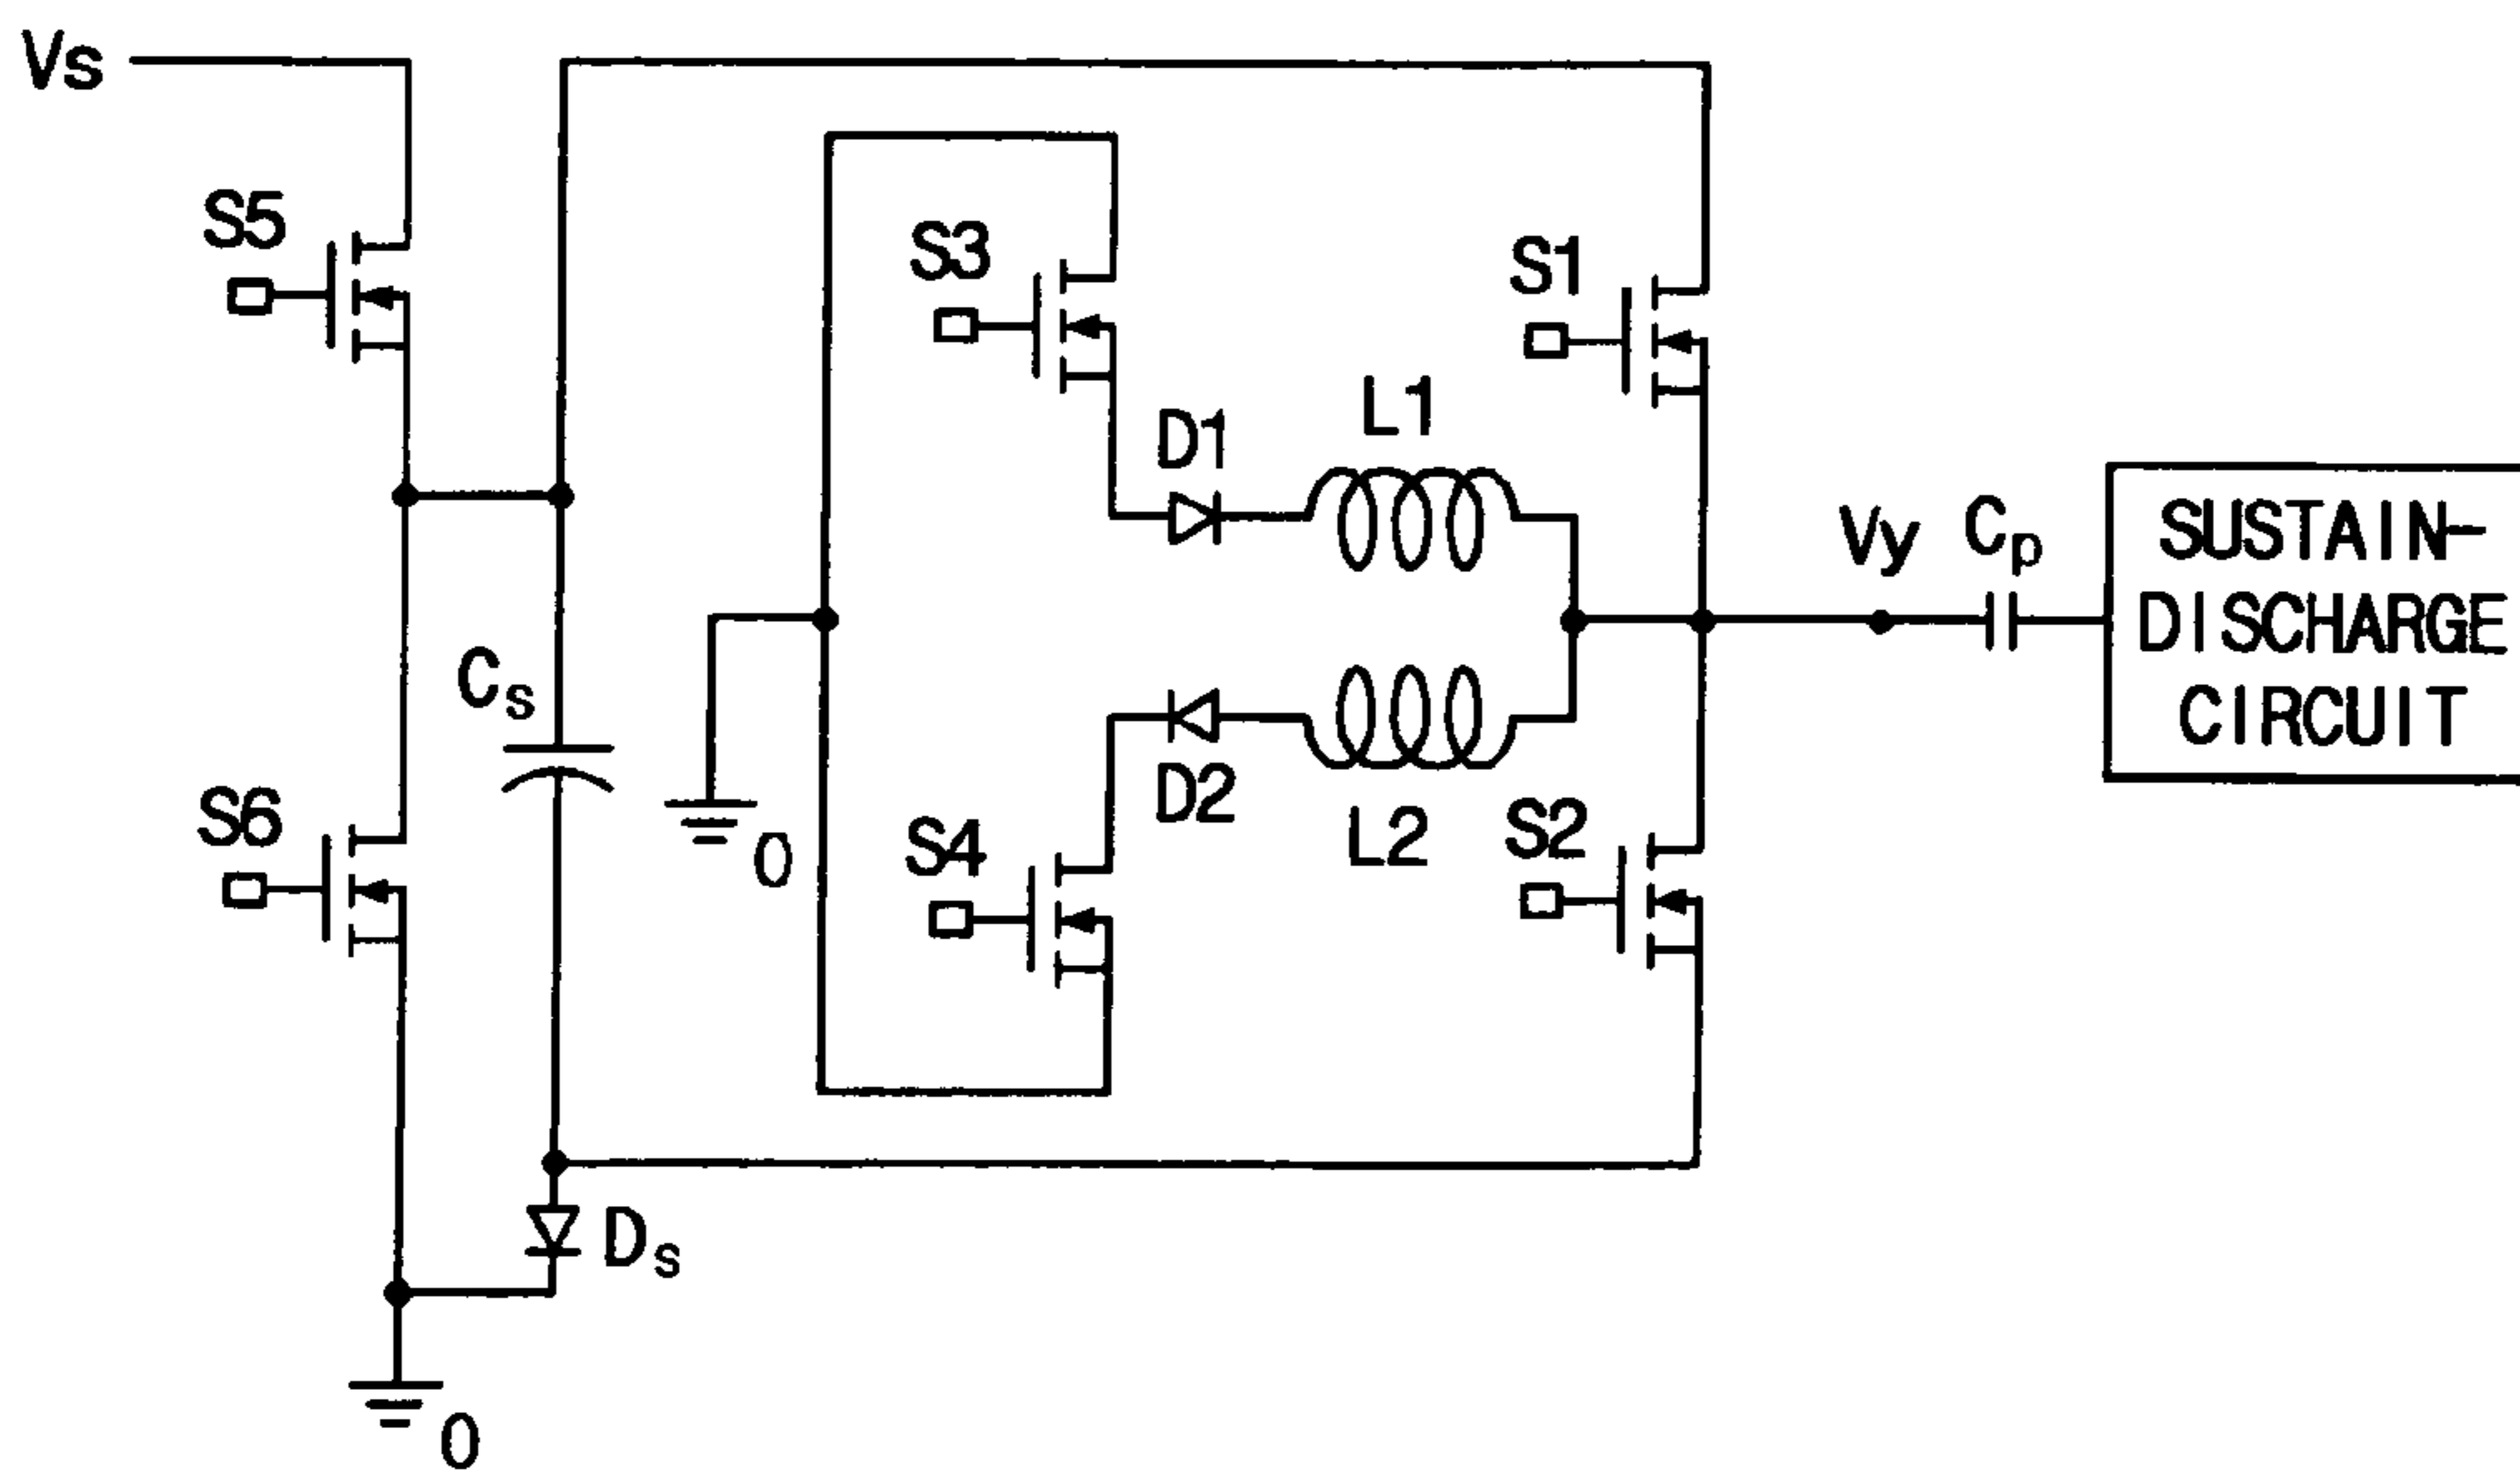 Vs
S5
S3
S1
L1
D1
Vy
Cp
SUSTAIN-
DISCHARGE
CIRCUIT
Cs
S6
0
S4
D2
L2
S2
Ds
0